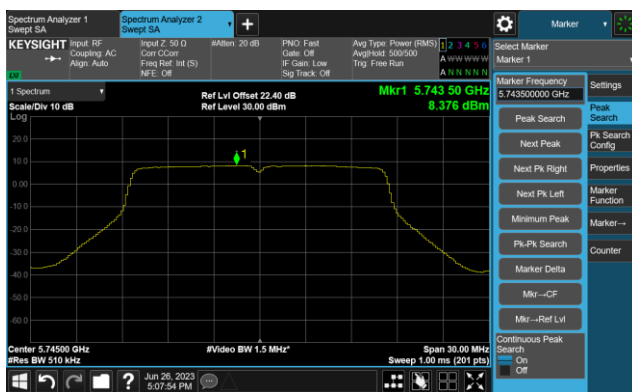 Spectrum Analyzer 1
Swept SA
Spectrum Analyzer 2
Swept SA
+
Marker
KEYSIGHT
Input: RF
Coupling: AC
Align: Auto
Input Z: 50 Ω
Corr CCorr
Freq Ref: Int (S)
NFE: Off
#Atten: 20 dB
PNO: Fast
Gate: Off
IF Gain: Low
Sig Track: Off
Avg Type: Power (RMS)
Avg|Hold: 500/500
Trig: Free Run
1 2 3 4 5 6
A W W W W W
A N N N N N
LXI
Select Marker
Marker 1
1 Spectrum
Scale/Div 10 dB
Ref Lvl Offset 22.40 dB
Ref Level 30.00 dBm
Mkr1 5.743 50 GHz
8.376 dBm
Log
20.0
10.0
0.00
-10.0
-20.0
-30.0
-40.0
-50.0
-60.0
1
Center 5.74500 GHz
#Res BW 510 kHz
#Video BW 1.5 MHz*
Span 30.00 MHz
Sweep 1.00 ms (201 pts)
Marker Frequency
5.743500000 GHz
Peak Search
Next Peak
Next Pk Right
Next Pk Left
Minimum Peak
Pk-Pk Search
Marker Delta
Mkr→CF
Mkr→Ref Lvl
Continuous Peak
Search
On
Off
Settings
Peak
Search
Pk Search
Config
Properties
Marker
Function
Marker→
Counter
?
Jun 26, 2023
5:07:54 PM